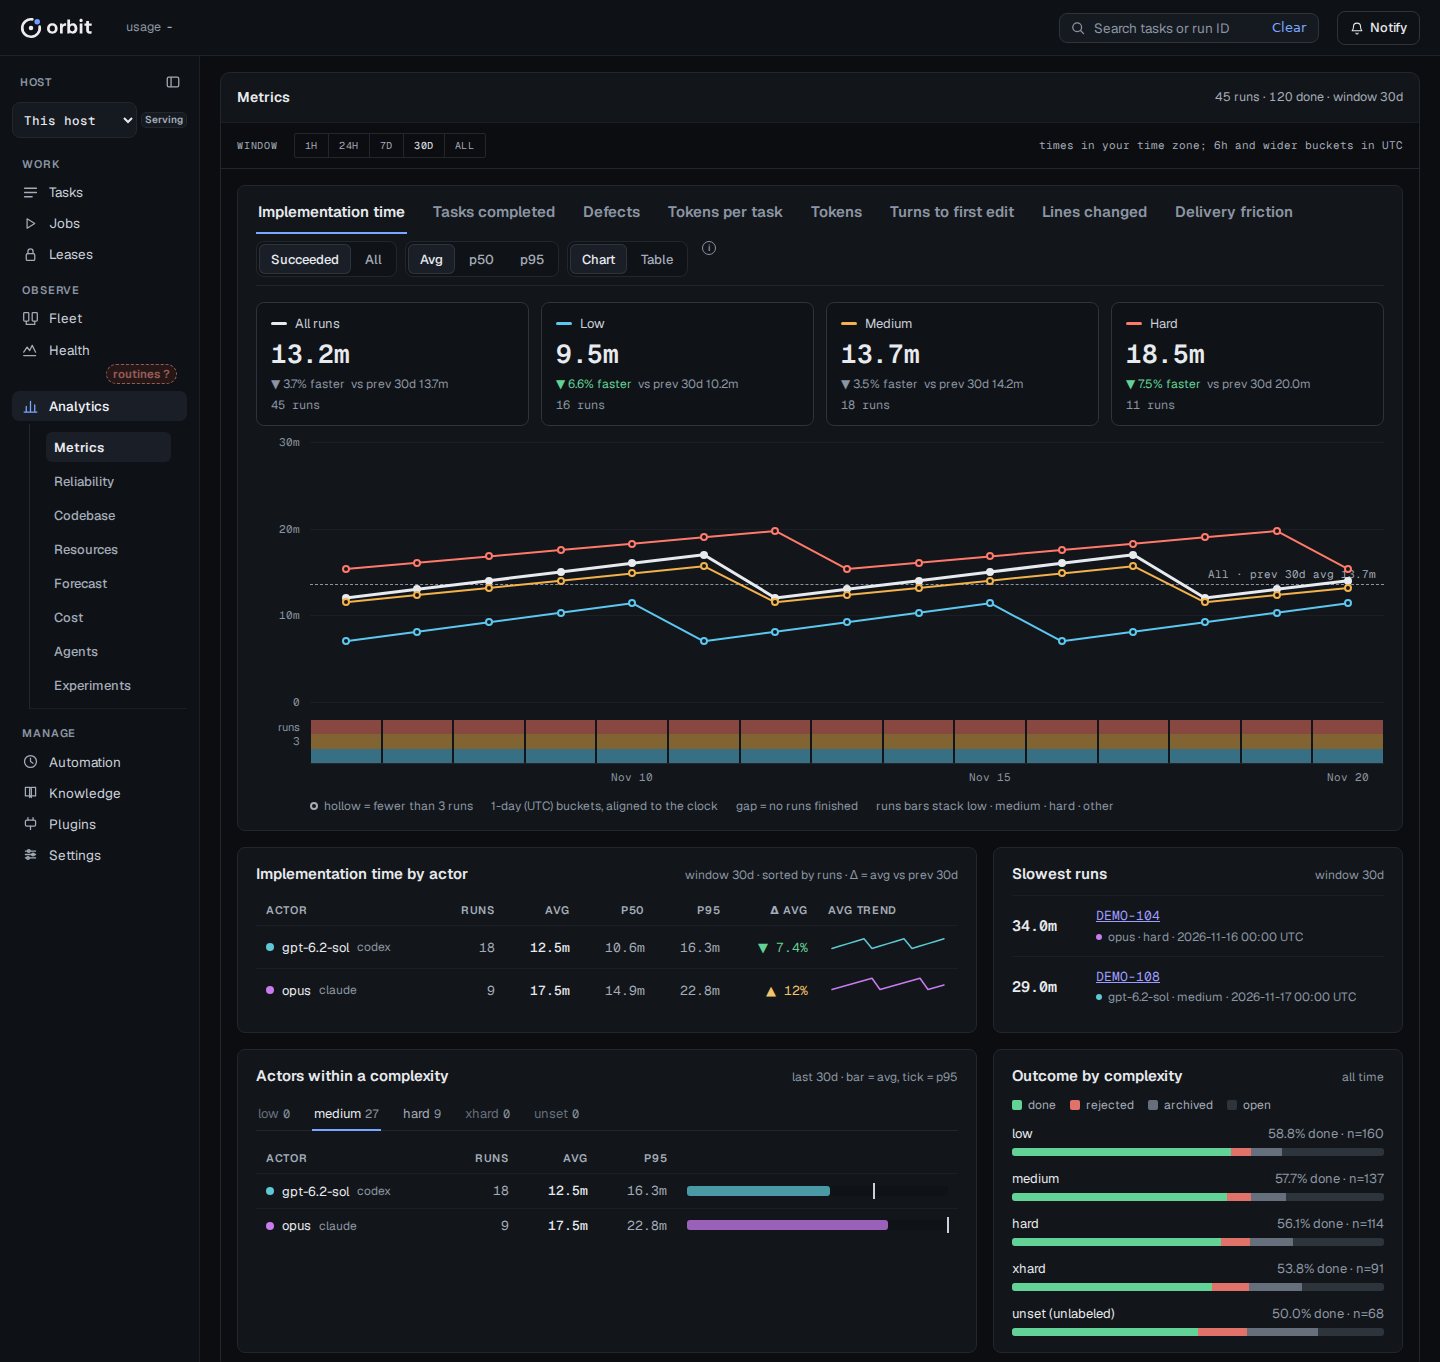 orbit
usage -
Search tasks or run ID Clear
Notify
HOST
This host Serving
WORK
Tasks
Jobs
Leases
OBSERVE
Fleet
Health
routines ?
Analytics
Metrics
Reliability
Codebase
Resources
Forecast
Cost
Agents
Experiments
MANAGE
Automation
Knowledge
Plugins
Settings
Metrics 45 runs · 120 done · window 30d
WINDOW 1H 24H 7D 30D ALL times in your time zone; 6h and wider buckets in UTC
Implementation time Tasks completed Defects Tokens per task Tokens Turns to first edit Lines changed Delivery friction
Succeeded All Avg p50 p95 Chart Table
All runs
13.2m
▼ 3.7% faster vs prev 30d 13.7m
45 runs
Low
9.5m
▼ 6.6% faster vs prev 30d 10.2m
16 runs
Medium
13.7m
▼ 3.5% faster vs prev 30d 14.2m
18 runs
Hard
18.5m
▼ 7.5% faster vs prev 30d 20.0m
11 runs
30m
20m
All · prev 30d avg 13.7m
10m
0
runs
3
Nov 10 Nov 15 Nov 20
hollow = fewer than 3 runs 1-day (UTC) buckets, aligned to the clock gap = no runs finished runs bars stack low · medium · hard · other
Implementation time by actor window 30d · sorted by runs · Δ = avg vs prev 30d
ACTOR RUNS AVG P50 P95 Δ AVG AVG TREND
gpt-6.2-sol codex 18 12.5m 10.6m 16.3m ▼ 7.4%
opus claude 9 17.5m 14.9m 22.8m ▲ 12%
Slowest runs window 30d
34.0m DEMO-104
opus · hard · 2026-11-16 00:00 UTC
29.0m DEMO-108
gpt-6.2-sol · medium · 2026-11-17 00:00 UTC
Actors within a complexity last 30d · bar = avg, tick = p95
low 0 medium 27 hard 9 xhard 0 unset 0
ACTOR RUNS AVG P95
gpt-6.2-sol codex 18 12.5m 16.3m
opus claude 9 17.5m 22.8m
Outcome by complexity all time
done rejected archived open
low 58.8% done · n=160
medium 57.7% done · n=137
hard 56.1% done · n=114
xhard 53.8% done · n=91
unset (unlabeled) 50.0% done · n=68